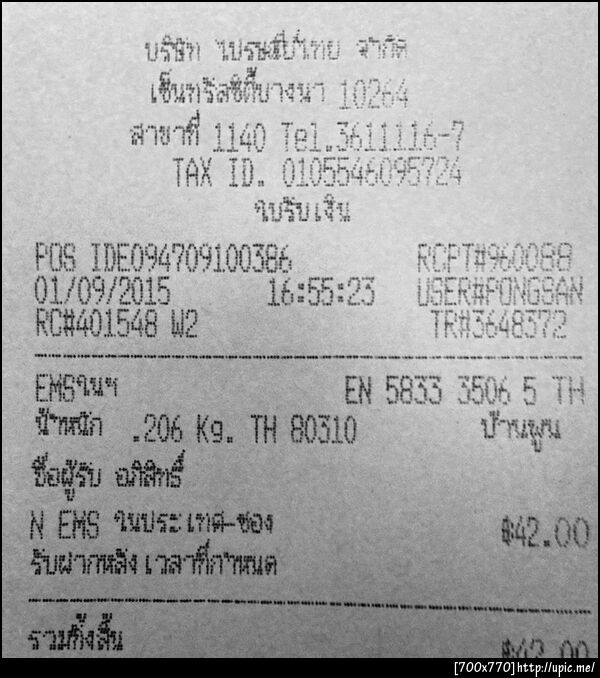 บริษัท ไปรษณีย์ไทย จำกัด
เซ็นทรัลซิตี้บางนา 10264
สาขาที่ 1140 Tel.3611116-7
TAX ID. 0105546095724
ใบรับเงิน
POS IDE094709100386 RCPT#960088
01/09/2015 16:55:23 USER#PONGSAN
RC#401548 W2 TR#3648372
EMSในฯ EN 5833 3506 5 TH
น้ำหนัก .206 Kg. TH 80310 บ้านพูน
ชื่อผู้รับ อภิสิทธิ์
N EMS ในประเทศ-ซอง ฿42.00
รับฝากหลัง เวลาที่กำหนด
รวมทั้งสิ้น ฿42.00
[700x770] http://upic.me/